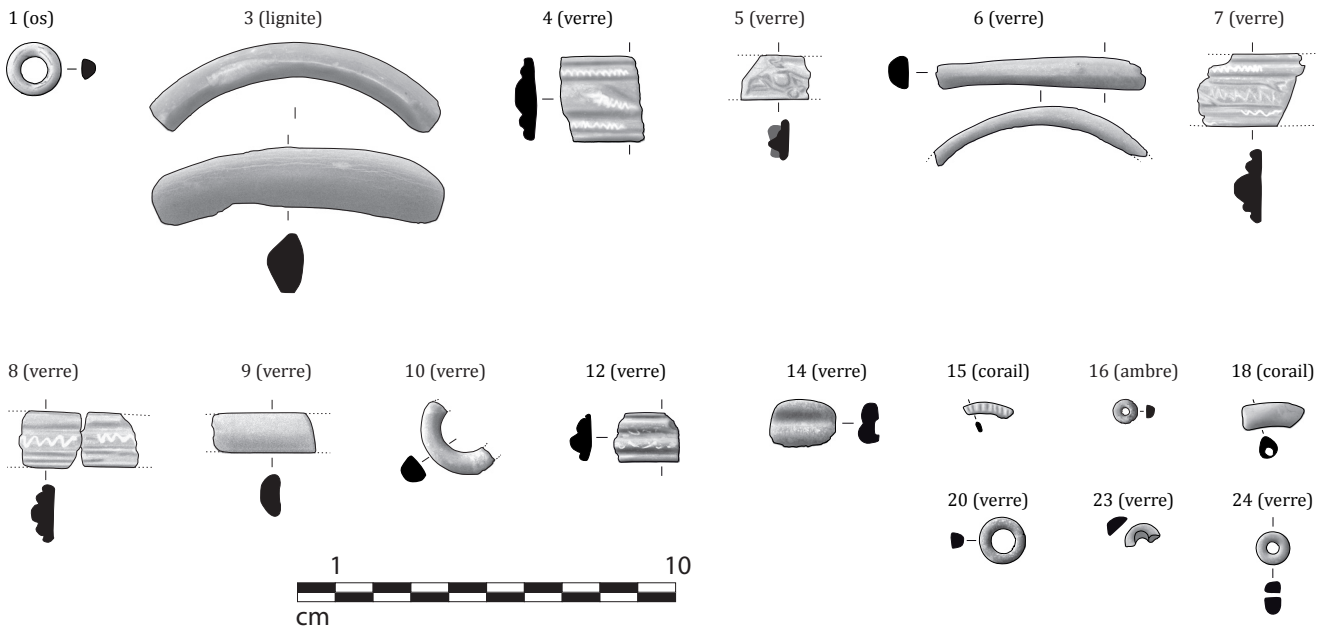 1 (os)
3 (lignite)
4 (verre)
5 (verre)
6 (verre)
7 (verre)
8 (verre)
9 (verre)
10 (verre)
12 (verre)
14 (verre)
15 (corail)
16 (ambre)
18 (corail)
20 (verre)
23 (verre)
24 (verre)
1 10
cm